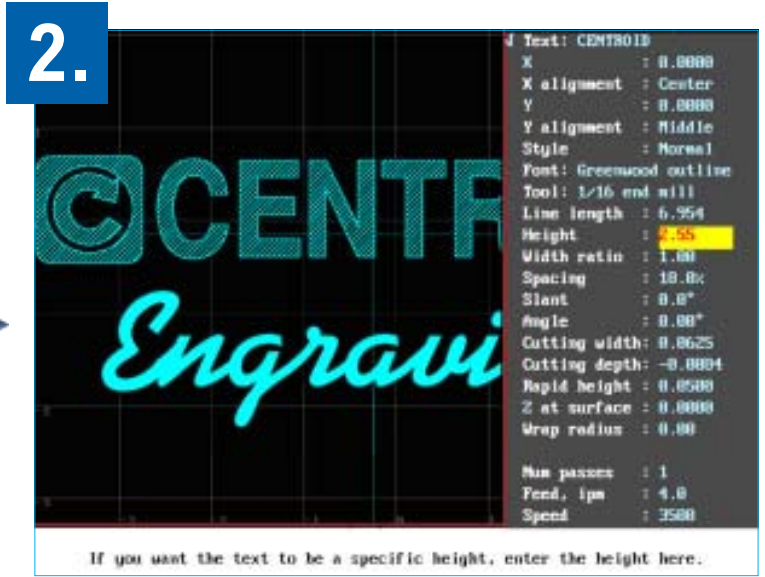 2.
Text: CENTROID
X : 0.0000
X alignment : Center
Y : 0.0000
Y alignment : Middle
Style : Normal
Font: Greenwood outline
Tool: 1/16 end mill
Line length : 6.954
Height : 2.55
Width ratio : 1.00
Spacing : 10.0%
Slant : 0.0°
Angle : 0.00°
Cutting width: 0.0625
Cutting depth: -0.0004
Rapid height : 0.0500
Z at surface : 0.0000
Wrap radius : 0.00
Num passes : 1
Feed, ipm : 4.0
Speed : 3500
©CENTR
Engravi
If you want the text to be a specific height, enter the height here.